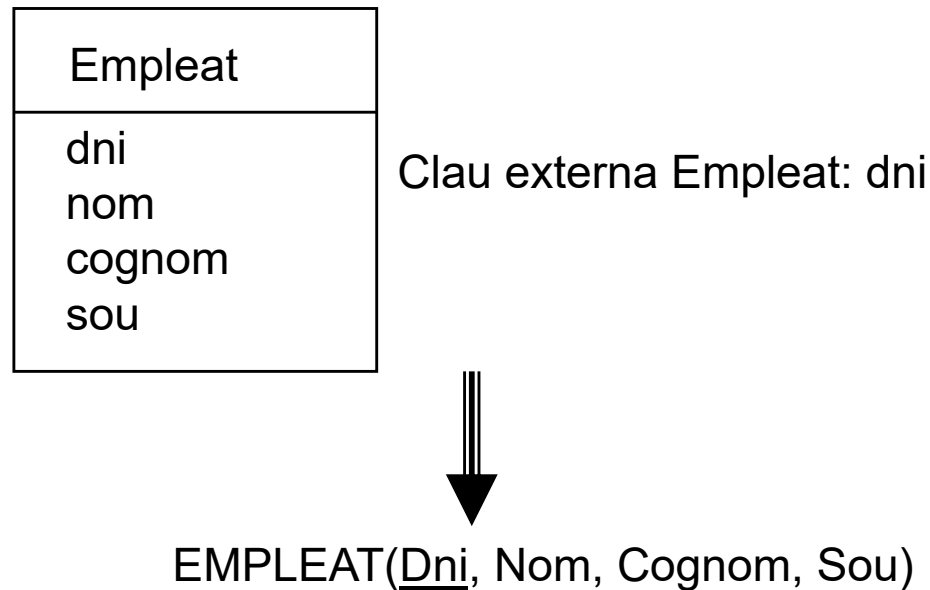 Empleat
dni
nom
cognom
sou
Clau externa Empleat: dni
EMPLEAT(Dni, Nom, Cognom, Sou)